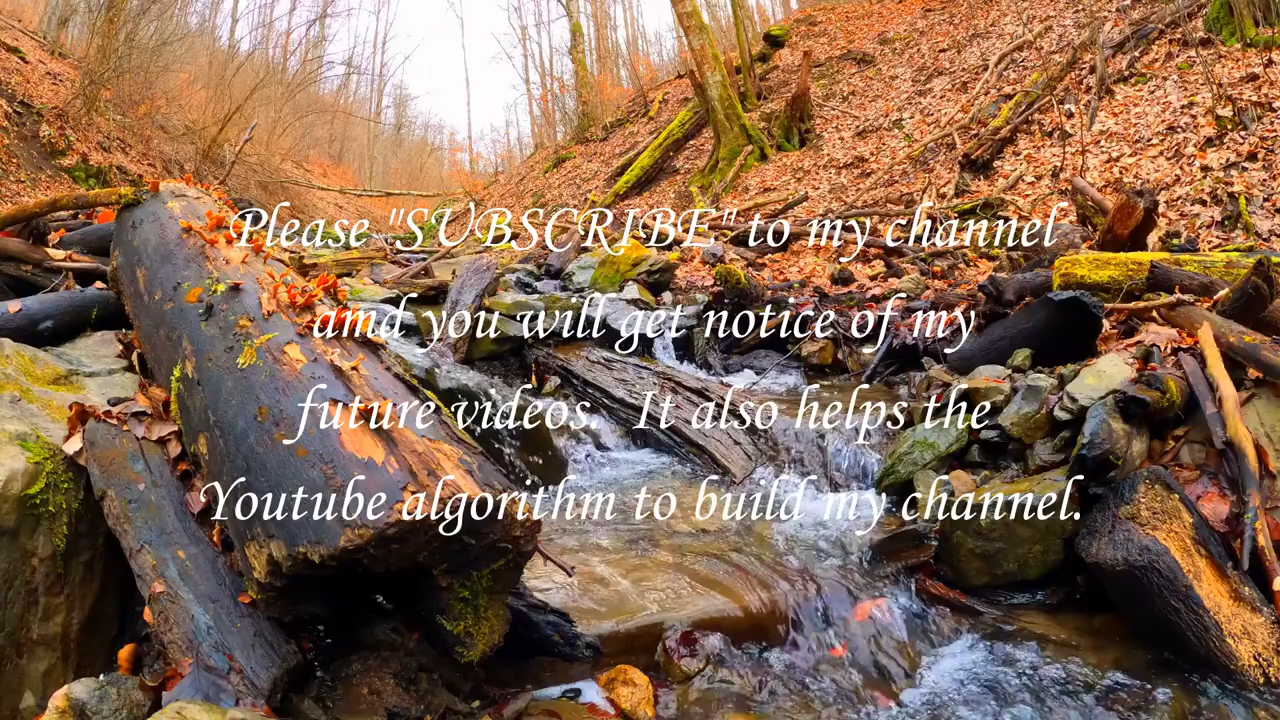 Please "SUBSCRIBE" to my channel
amd you will get notice of my
future videos.  It also helps the
Youtube algorithm to build my channel.